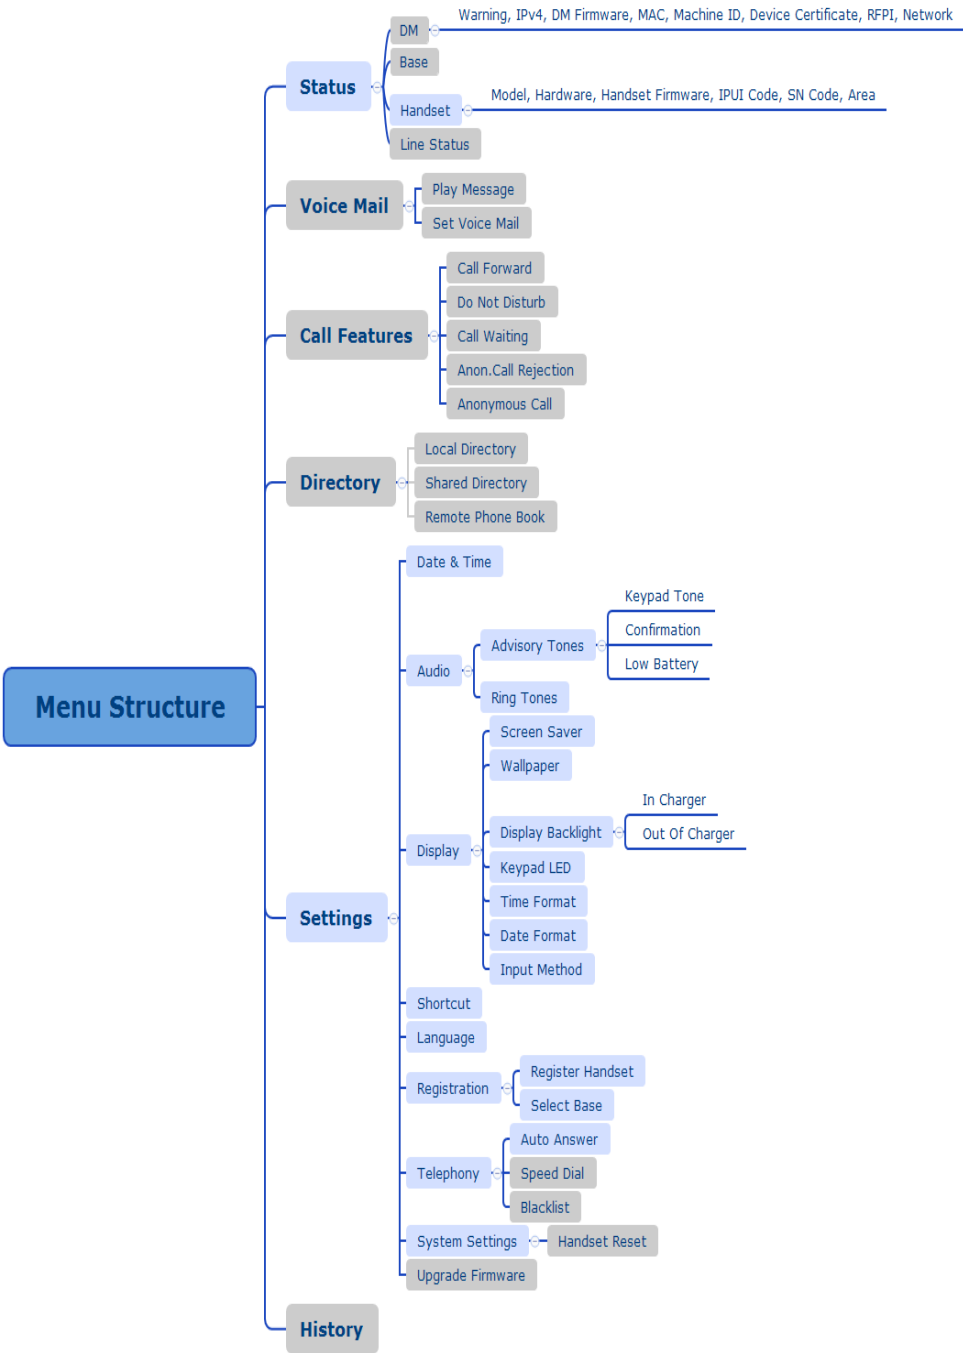 Warning, IPv4, DM Firmware, MAC, Machine ID, Device Certificate, RFPI, Network
DM
Base
Status
Model, Hardware, Handset Firmware, IPUI Code, SN Code, Area
Handset
Line Status
Play Message
Voice Mail
Set Voice Mail
Call Forward
Do Not Disturb
Call Features
Call Waiting
Anon.Call Rejection
Anonymous Call
Local Directory
Directory
Shared Directory
Remote Phone Book
Date & Time
Keypad Tone
Advisory Tones
Confirmation
Low Battery
Audio
Ring Tones
Menu Structure
Screen Saver
Wallpaper
In Charger
Display Backlight
Out Of Charger
Display
Keypad LED
Time Format
Settings
Date Format
Input Method
Shortcut
Language
Register Handset
Registration
Select Base
Auto Answer
Telephony
Speed Dial
Blacklist
System Settings
Handset Reset
Upgrade Firmware
History